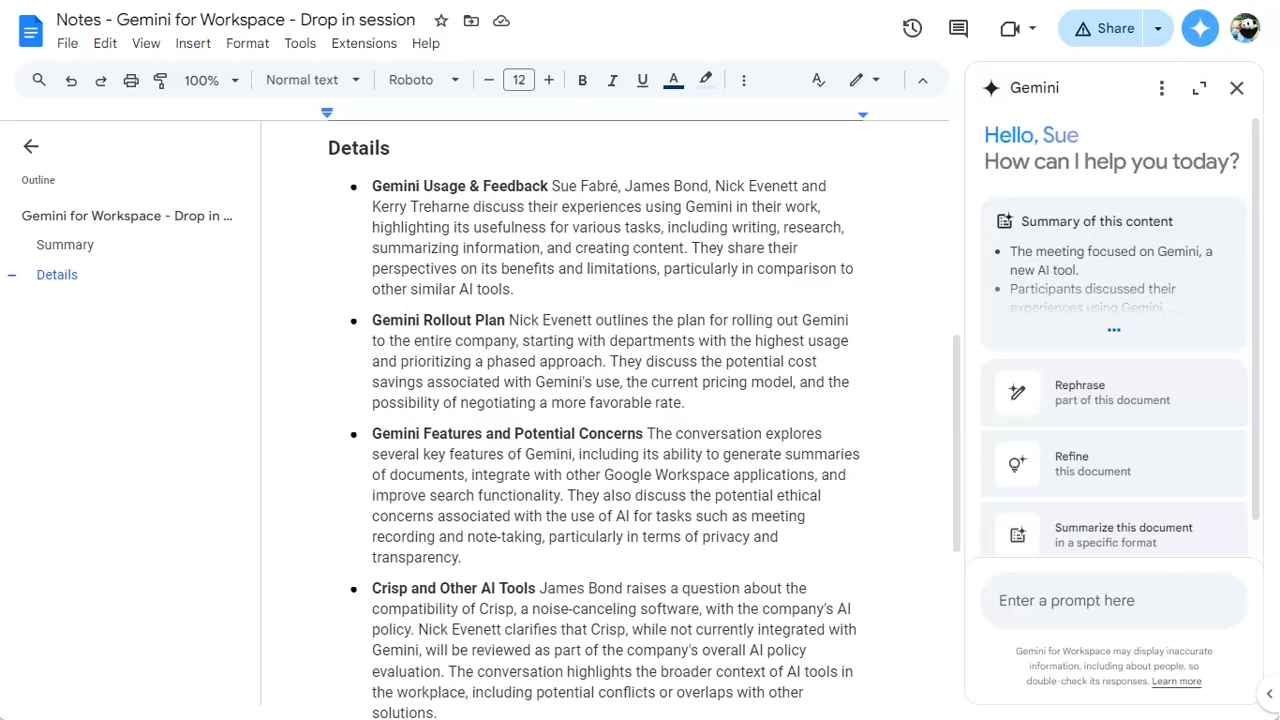 Notes - Gemini for Workspace - Drop in session
File Edit View Insert Format Tools Extensions Help
Share
100% Normal text Roboto 12 B I U A
Outline
Gemini for Workspace - Drop in ...
Summary
Details
Details
Gemini Usage & Feedback Sue Fabré, James Bond, Nick Evenett and
Kerry Treharne discuss their experiences using Gemini in their work,
highlighting its usefulness for various tasks, including writing, research,
summarizing information, and creating content. They share their
perspectives on its benefits and limitations, particularly in comparison to
other similar AI tools.
Gemini Rollout Plan Nick Evenett outlines the plan for rolling out Gemini
to the entire company, starting with departments with the highest usage
and prioritizing a phased approach. They discuss the potential cost
savings associated with Gemini's use, the current pricing model, and the
possibility of negotiating a more favorable rate.
Gemini Features and Potential Concerns The conversation explores
several key features of Gemini, including its ability to generate summaries
of documents, integrate with other Google Workspace applications, and
improve search functionality. They also discuss the potential ethical
concerns associated with the use of AI for tasks such as meeting
recording and note-taking, particularly in terms of privacy and
transparency.
Crisp and Other AI Tools James Bond raises a question about the
compatibility of Crisp, a noise-canceling software, with the company's AI
policy. Nick Evenett clarifies that Crisp, while not currently integrated with
Gemini, will be reviewed as part of the company's overall AI policy
evaluation. The conversation highlights the broader context of AI tools in
the workplace, including potential conflicts or overlaps with other
solutions.
Gemini
Hello, Sue
How can I help you today?
Summary of this content
The meeting focused on Gemini, a
new AI tool.
Participants discussed their
experiences using Gemini, ...
Rephrase
part of this document
Refine
this document
Summarize this document
in a specific format
Enter a prompt here
Gemini for Workspace may display inaccurate
information, including about people, so
double-check its responses. Learn more